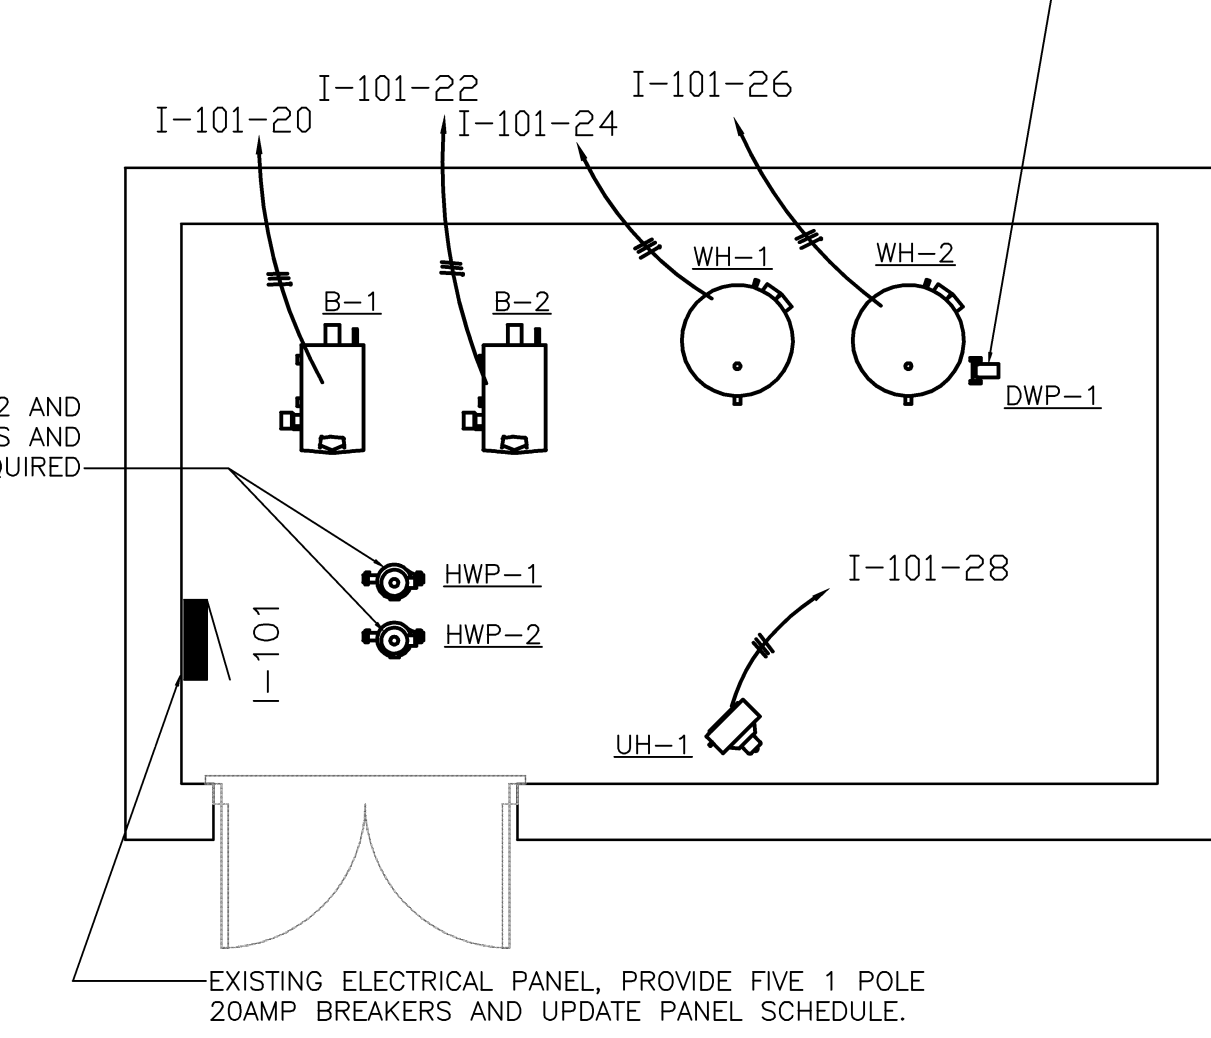 I-101-20
I-101-22
I-101-24
I-101-26
WH-1
WH-2
B-1
B-2
DWP-1
2 AND
S AND
QUIRED
I-101-28
HWP-1
HWP-2
I-101
UH-1
EXISTING ELECTRICAL PANEL, PROVIDE FIVE 1 POLE
20AMP BREAKERS AND UPDATE PANEL SCHEDULE.